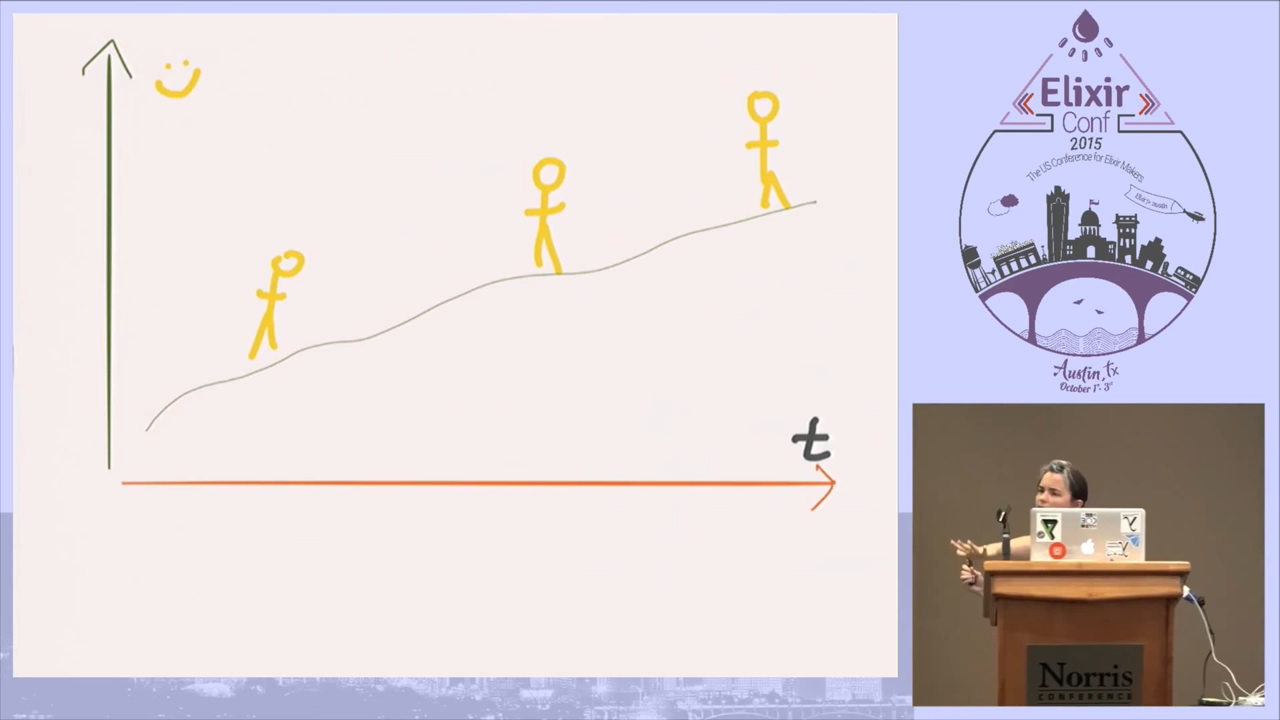 t
Elixir
Conf
2015
The US Conference for Elixir Makers
Austin, tx
October 1st - 3rd
Norris
CONFERENCE